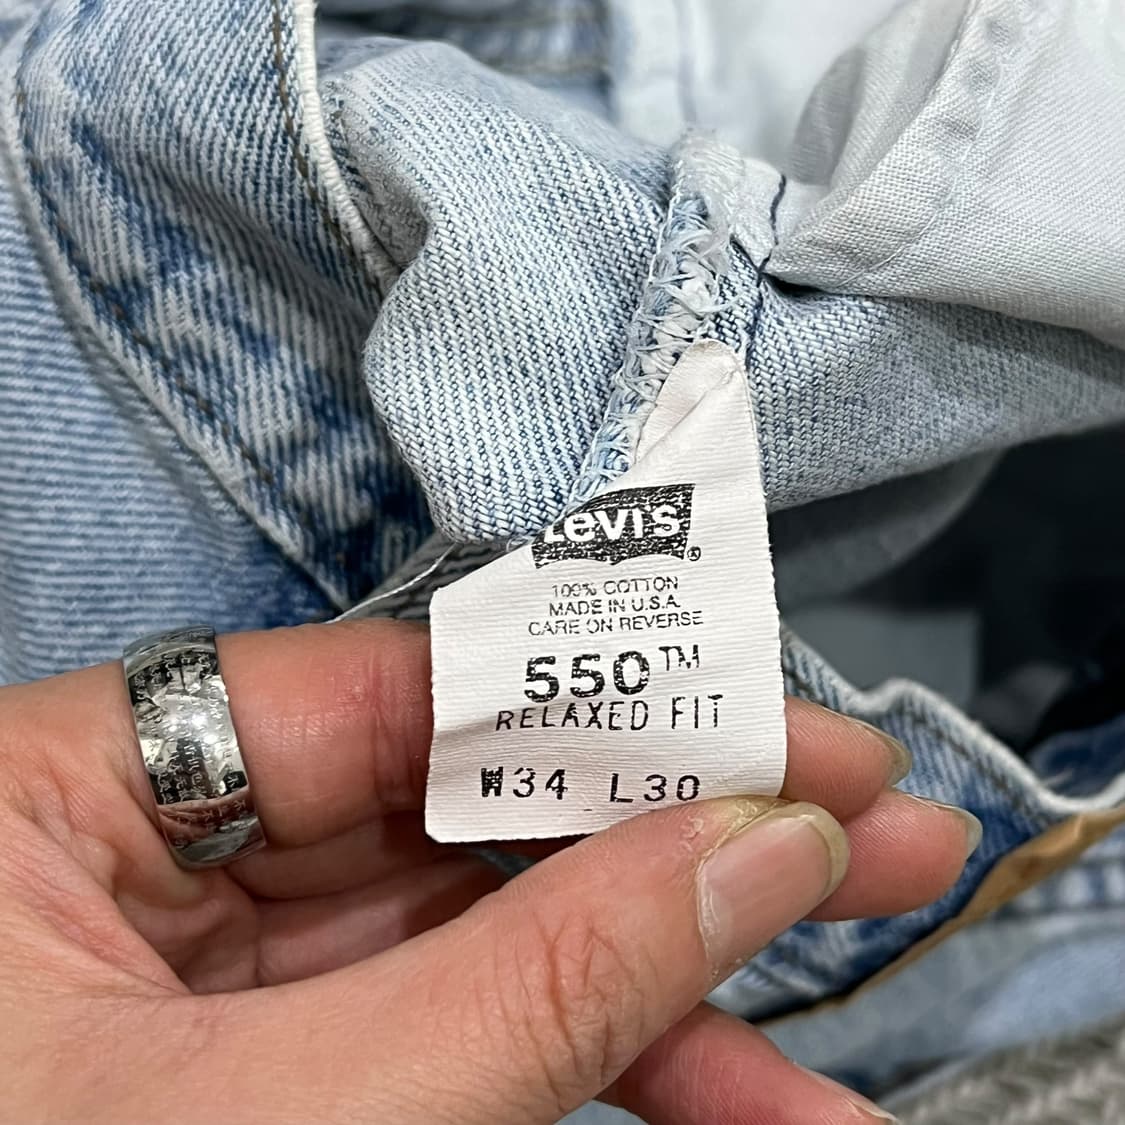 Levi's®
100% COTTON
MADE IN U.S.A.
CARE ON REVERSE
550™
RELAXED FIT
W34 L30